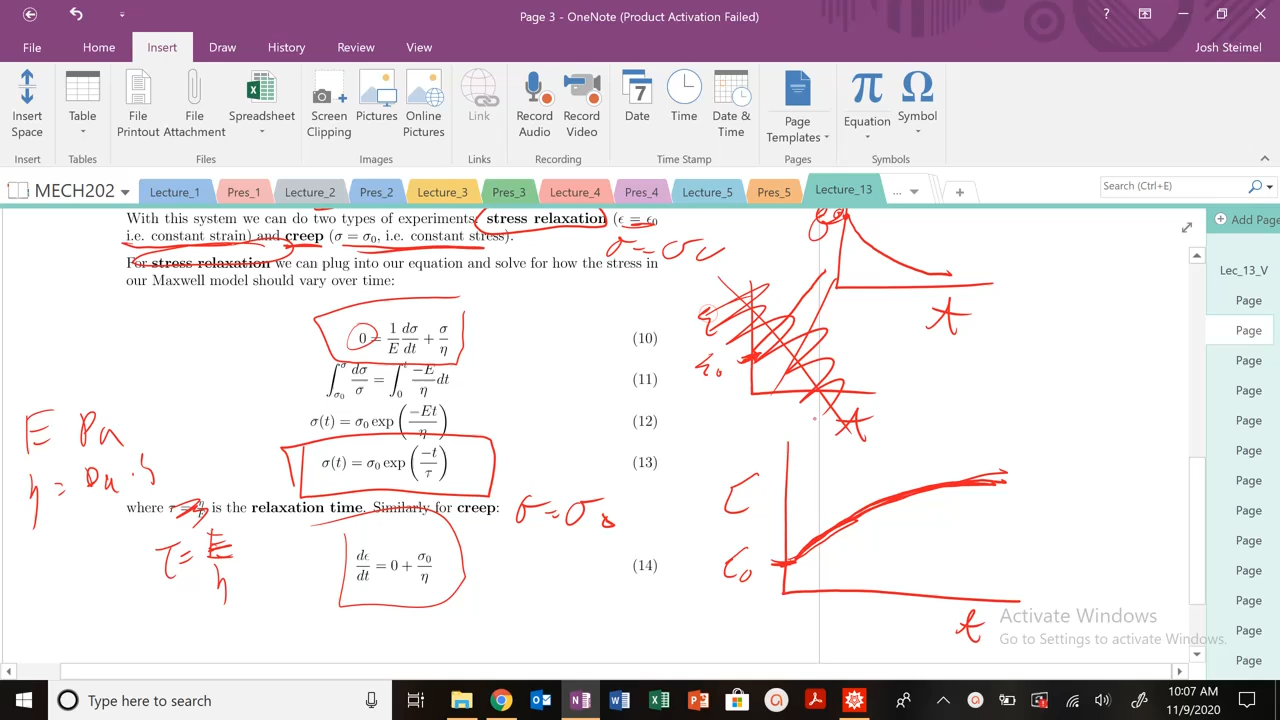 Page 3 - OneNote (Product Activation Failed)
?
File Home Insert Draw History Review View Josh Steimel
Insert Space
Table
File Printout
File Attachment
Spreadsheet
Screen Clipping
Pictures
Online Pictures
Link
Record Audio
Record Video
Date
Time
Date & Time
Page Templates
Equation
Symbol
Insert Tables Files Images Links Recording Time Stamp Pages Symbols
MECH202 Lecture_1 Pres_1 Lecture_2 Pres_2 Lecture_3 Pres_3 Lecture_4 Pres_4 Lecture_5 Pres_5 Lecture_13 ... Search (Ctrl+E)
Add Page
Lec_13_V
Page
Page
Page
Page
Page
Page
Page
Page
Page
Page
Page
Page
Page
With this system we can do two types of experiments: stress relaxation (ϵ = ϵ0
i.e. constant strain) and creep (σ = σ0, i.e. constant stress).
For stress relaxation we can plug into our equation and solve for how the stress in
our Maxwell model should vary over time:
0 = 1/E dσ/dt + σ/η (10)
∫_{σ0}^{σ} dσ/σ = ∫_0^t −E/η dt (11)
σ(t) = σ0 exp(−Et/η) (12)
σ(t) = σ0 exp(−t/τ) (13)
E Pa
η = Pa·s
where τ = is the relaxation time. Similarly for creep:
σ = σ0
τ = E/η
dϵ/dt = 0 + σ0/η (14)
t
ε0
t
ε
ε0
t
Activate Windows
Go to Settings to activate Windows.
Type here to search
10:07 AM
11/9/2020